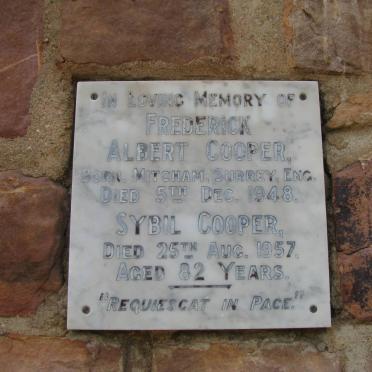 In Loving Memory of
Frederick
Albert Cooper,
Born Mitcham, Surrey, Eng.
Died 5th Dec. 1948.
Sybil Cooper,
Died 25th Aug. 1957.
Aged 82 Years.
"Requiescat in Pace."